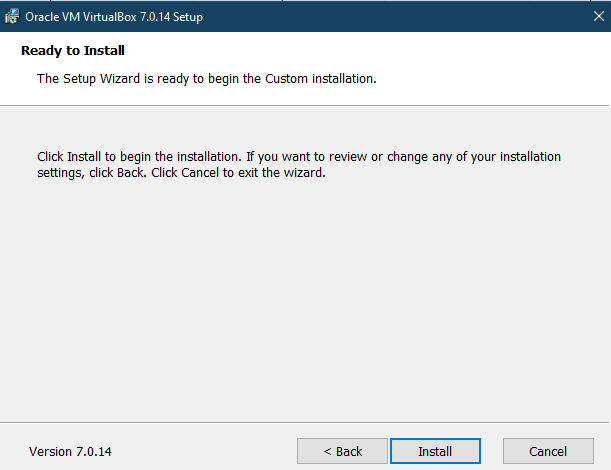 Oracle VM VirtualBox 7.0.14 Setup
Ready to Install
The Setup Wizard is ready to begin the Custom installation.
Click Install to begin the installation. If you want to review or change any of your installation
settings, click Back. Click Cancel to exit the wizard.
Version 7.0.14
< Back
Install
Cancel